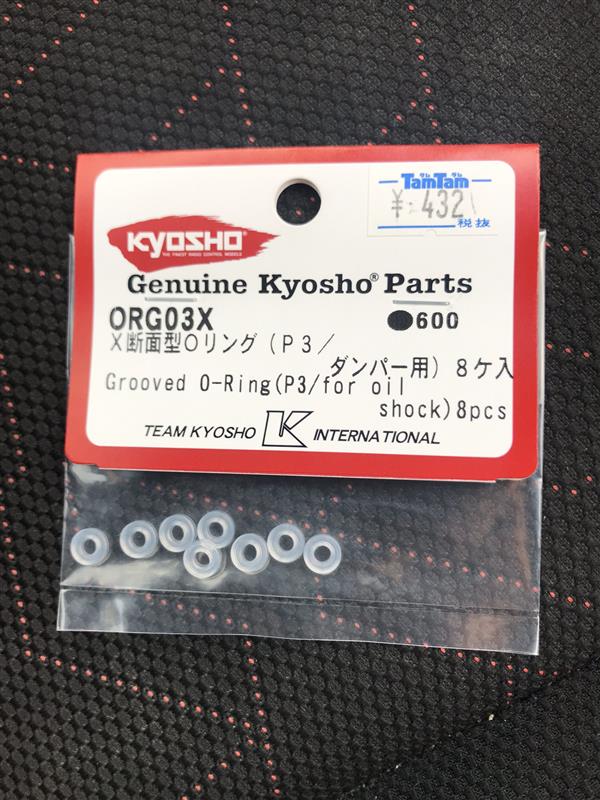 タム タム
TamTam
¥432
税抜
KYOSHO
THE FINEST RADIO CONTROL MODELS
Genuine Kyosho® Parts
ORG03X ●600
X断面型Oリング(P3/
ダンパー用)8ケ入
Grooved O-Ring(P3/for oil
shock)8pcs
TEAM KYOSHO K INTERNATIONAL